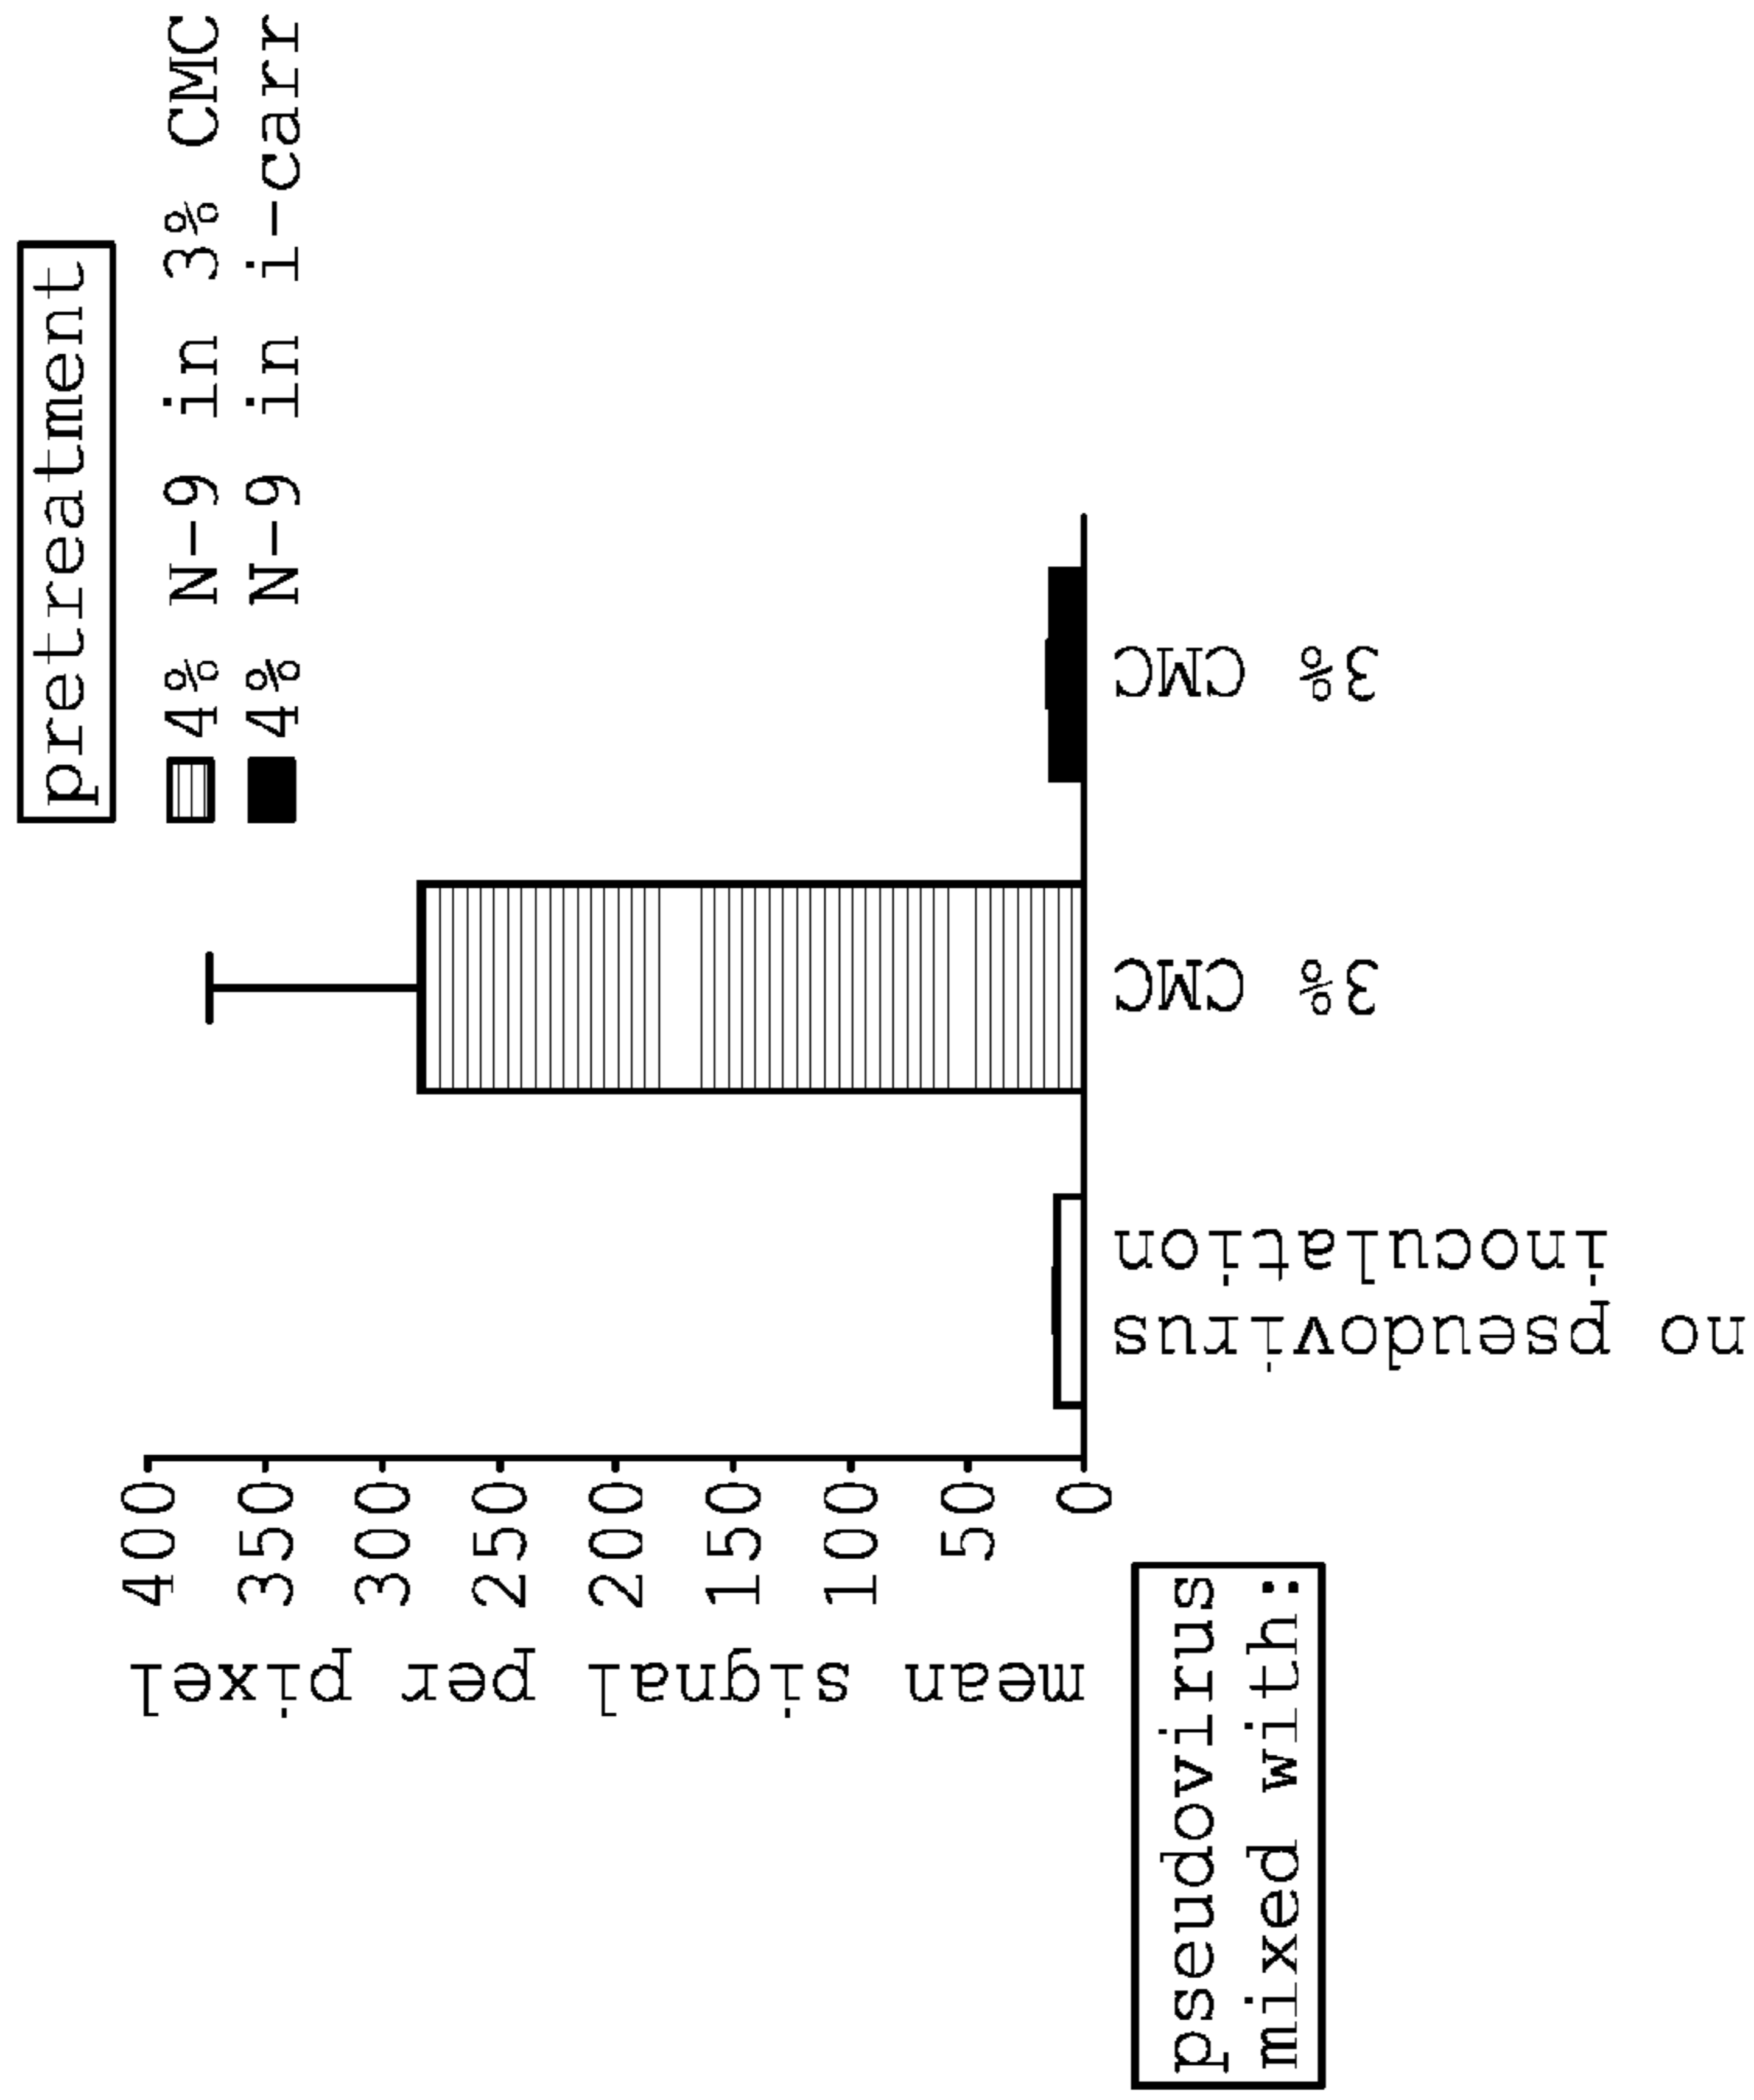 pretreatment
4% N-9 in 3% CMC
4% N-9 in i-carr
mean signal per pixel
400
350
300
250
200
150
100
50
0
pseudovirus
mixed with:
no pseudovirus
inoculation
3% CMC
3% CMC